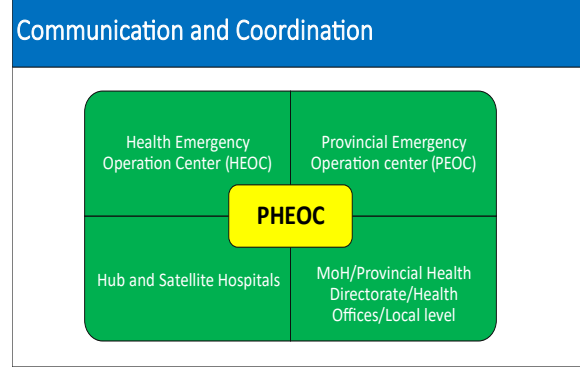 Communication and Coordination
Health Emergency
Operation Center (HEOC)
Provincial Emergency
Operation center (PEOC)
PHEOC
Hub and Satellite Hospitals
MoH/Provincial Health
Directorate/Health
Offices/Local level